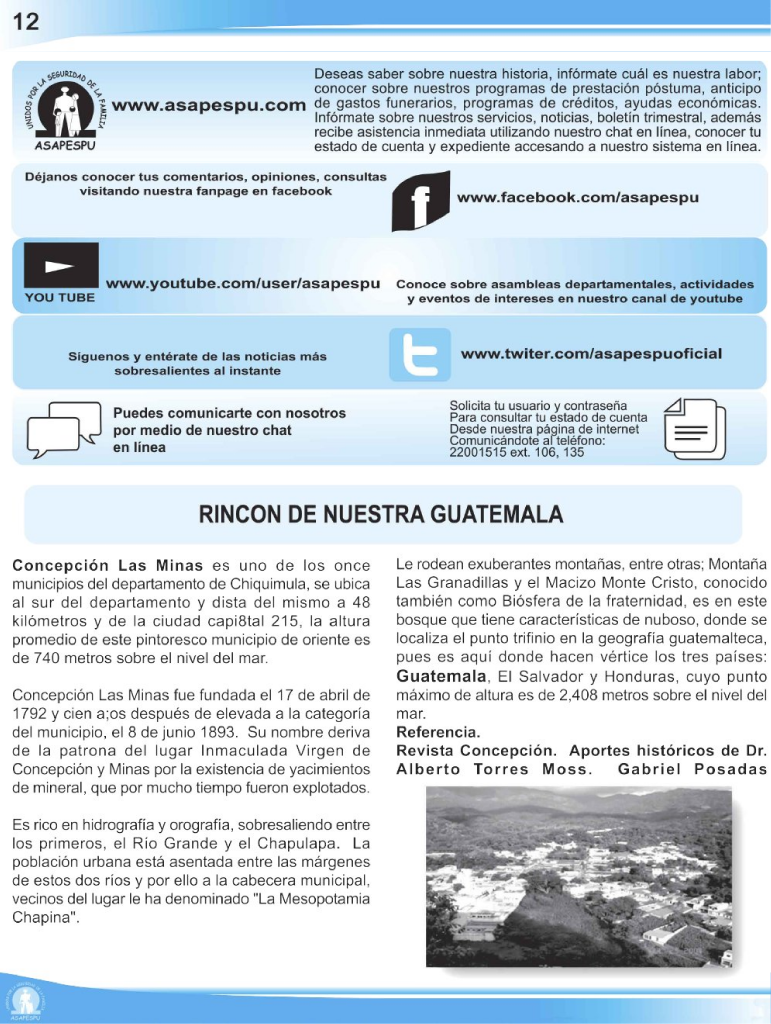 12
UNIDOS POR LA SEGURIDAD DE LA FAMILIA
ASAPESPU
www.asapespu.com
Deseas saber sobre nuestra historia, infórmate cuál es nuestra labor;
conocer sobre nuestros programas de prestación póstuma, anticipo
de gastos funerarios, programas de créditos, ayudas económicas.
Infórmate sobre nuestros servicios, noticias, boletín trimestral, además
recibe asistencia inmediata utilizando nuestro chat en línea, conocer tu
estado de cuenta y expediente accesando a nuestro sistema en línea.
Déjanos conocer tus comentarios, opiniones, consultas
visitando nuestra fanpage en facebook
f
www.facebook.com/asapespu
YOU TUBE
www.youtube.com/user/asapespu
Conoce sobre asambleas departamentales, actividades
y eventos de intereses en nuestro canal de youtube
Síguenos y entérate de las noticias más
sobresalientes al instante
t
www.twiter.com/asapespuoficial
Puedes comunicarte con nosotros
por medio de nuestro chat
en línea
Solicita tu usuario y contraseña
Para consultar tu estado de cuenta
Desde nuestra página de internet
Comunicándote al teléfono:
22001515 ext. 106, 135
RINCON DE NUESTRA GUATEMALA
Concepción Las Minas es uno de los once
municipios del departamento de Chiquimula, se ubica
al sur del departamento y dista del mismo a 48
kilómetros y de la ciudad capi8tal 215, la altura
promedio de este pintoresco municipio de oriente es
de 740 metros sobre el nivel del mar.
Concepción Las Minas fue fundada el 17 de abril de
1792 y cien a;os después de elevada a la categoría
del municipio, el 8 de junio 1893. Su nombre deriva
de la patrona del lugar Inmaculada Virgen de
Concepción y Minas por la existencia de yacimientos
de mineral, que por mucho tiempo fueron explotados.
Es rico en hidrografía y orografía, sobresaliendo entre
los primeros, el Río Grande y el Chapulapa. La
población urbana está asentada entre las márgenes
de estos dos ríos y por ello a la cabecera municipal,
vecinos del lugar le ha denominado "La Mesopotamia
Chapina".
Le rodean exuberantes montañas, entre otras; Montaña
Las Granadillas y el Macizo Monte Cristo, conocido
también como Biósfera de la fraternidad, es en este
bosque que tiene características de nuboso, donde se
localiza el punto trifinio en la geografía guatemalteca,
pues es aquí donde hacen vértice los tres países:
Guatemala, El Salvador y Honduras, cuyo punto
máximo de altura es de 2,408 metros sobre el nivel del
mar.
Referencia.
Revista Concepción. Aportes históricos de Dr.
Alberto Torres Moss. Gabriel Posadas
ASAPESPU